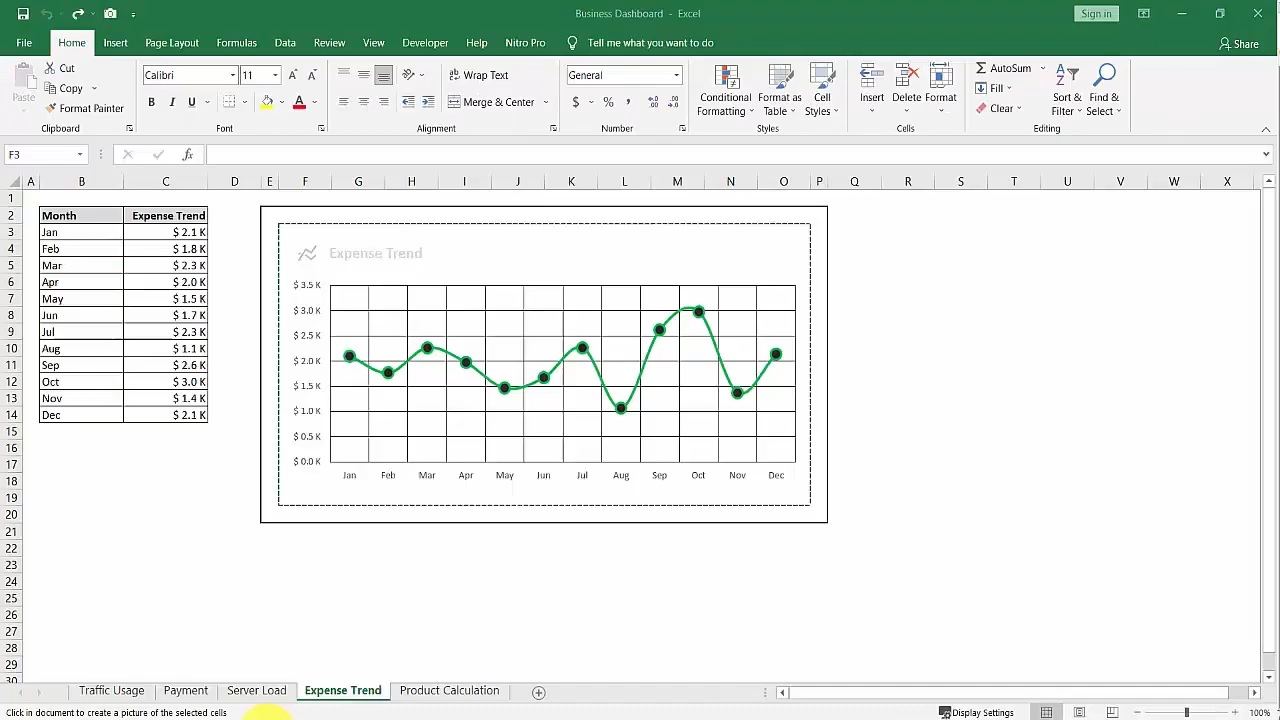 Business Dashboard - Excel
Sign in
File Home Insert Page Layout Formulas Data Review View Developer Help Nitro Pro Tell me what you want to do Share
Paste Cut Copy Format Painter
Calibri 11 A A
B I U A
Wrap Text
Merge & Center
General
$ % ,
Conditional Formatting Format as Table Cell Styles
Insert Delete Format
AutoSum Fill Clear
Sort & Filter Find & Select
Clipboard Font Alignment Number Styles Cells Editing
F3 fx
A B C D E F G H I J K L M N O P Q R S T U V W X
1
2 Month Expense Trend
3 Jan $ 2.1 K
4 Feb $ 1.8 K
5 Mar $ 2.3 K
6 Apr $ 2.0 K
7 May $ 1.5 K
8 Jun $ 1.7 K
9 Jul $ 2.3 K
10 Aug $ 1.1 K
11 Sep $ 2.6 K
12 Oct $ 3.0 K
13 Nov $ 1.4 K
14 Dec $ 2.1 K
15
16
17
18
19
20
21
22
23
24
25
26
27
28
29
30
Expense Trend
$ 3.5 K
$ 3.0 K
$ 2.5 K
$ 2.0 K
$ 1.5 K
$ 1.0 K
$ 0.5 K
$ 0.0 K
Jan Feb Mar Apr May Jun Jul Aug Sep Oct Nov Dec
Traffic Usage Payment Server Load Expense Trend Product Calculation
Click in document to create a picture of the selected cells
Display Settings 100%